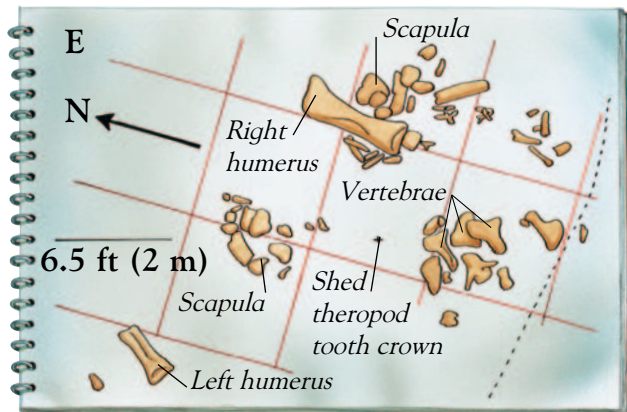 E
Scapula
N
Right
humerus
Vertebrae
6.5 ft (2 m)
Scapula
Shed
theropod
tooth crown
Left humerus